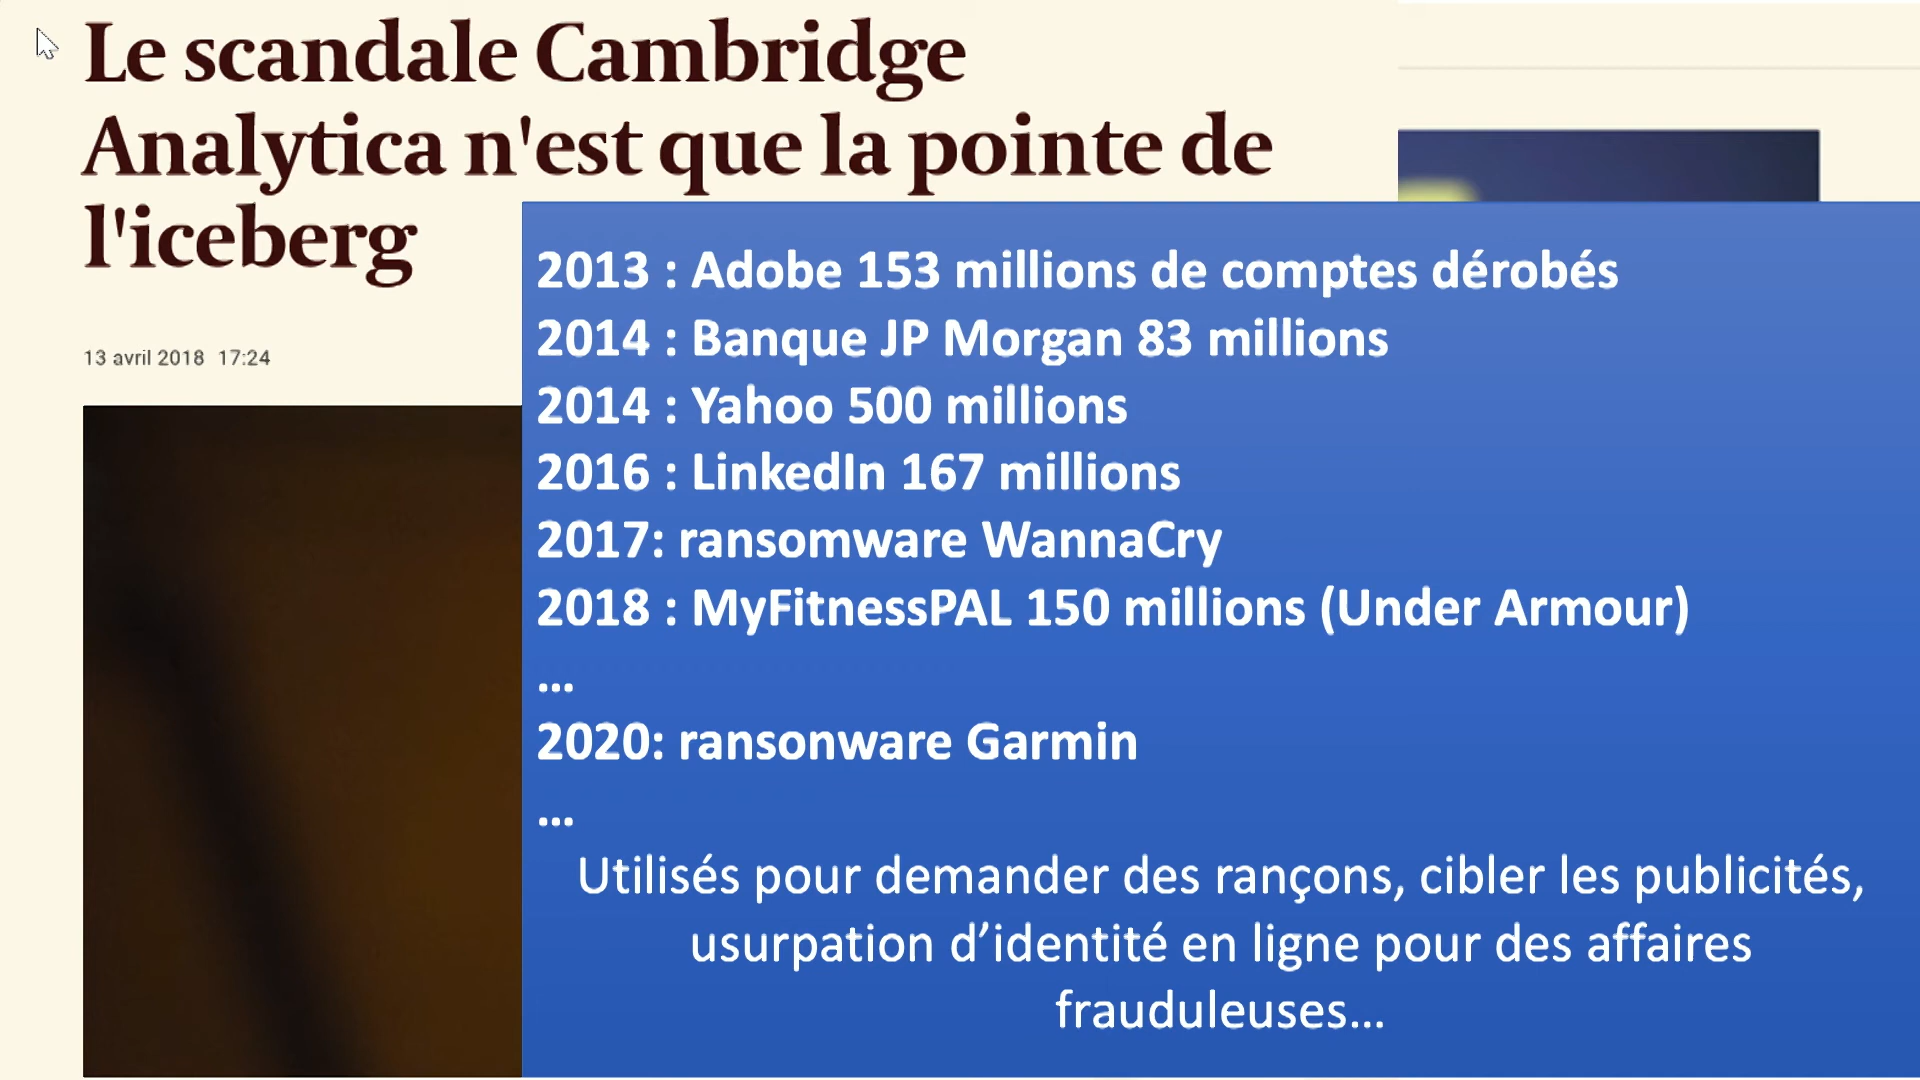 Le scandale Cambridge
Analytica n'est que la pointe de
l'iceberg
13 avril 2018 17:24
2013 : Adobe 153 millions de comptes dérobés
2014 : Banque JP Morgan 83 millions
2014 : Yahoo 500 millions
2016 : LinkedIn 167 millions
2017: ransomware WannaCry
2018 : MyFitnessPAL 150 millions (Under Armour)
...
2020: ransonware Garmin
...
Utilisés pour demander des rançons, cibler les publicités,
usurpation d’identité en ligne pour des affaires
frauduleuses...